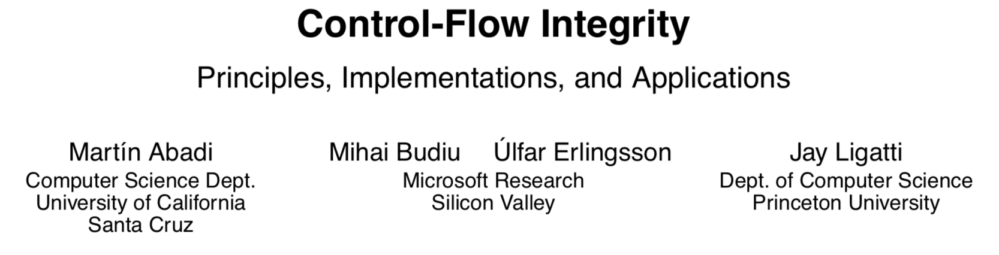 Control-Flow Integrity
Principles, Implementations, and Applications
Martín Abadi
Computer Science Dept.
University of California
Santa Cruz
Mihai Budiu Úlfar Erlingsson
Microsoft Research
Silicon Valley
Jay Ligatti
Dept. of Computer Science
Princeton University